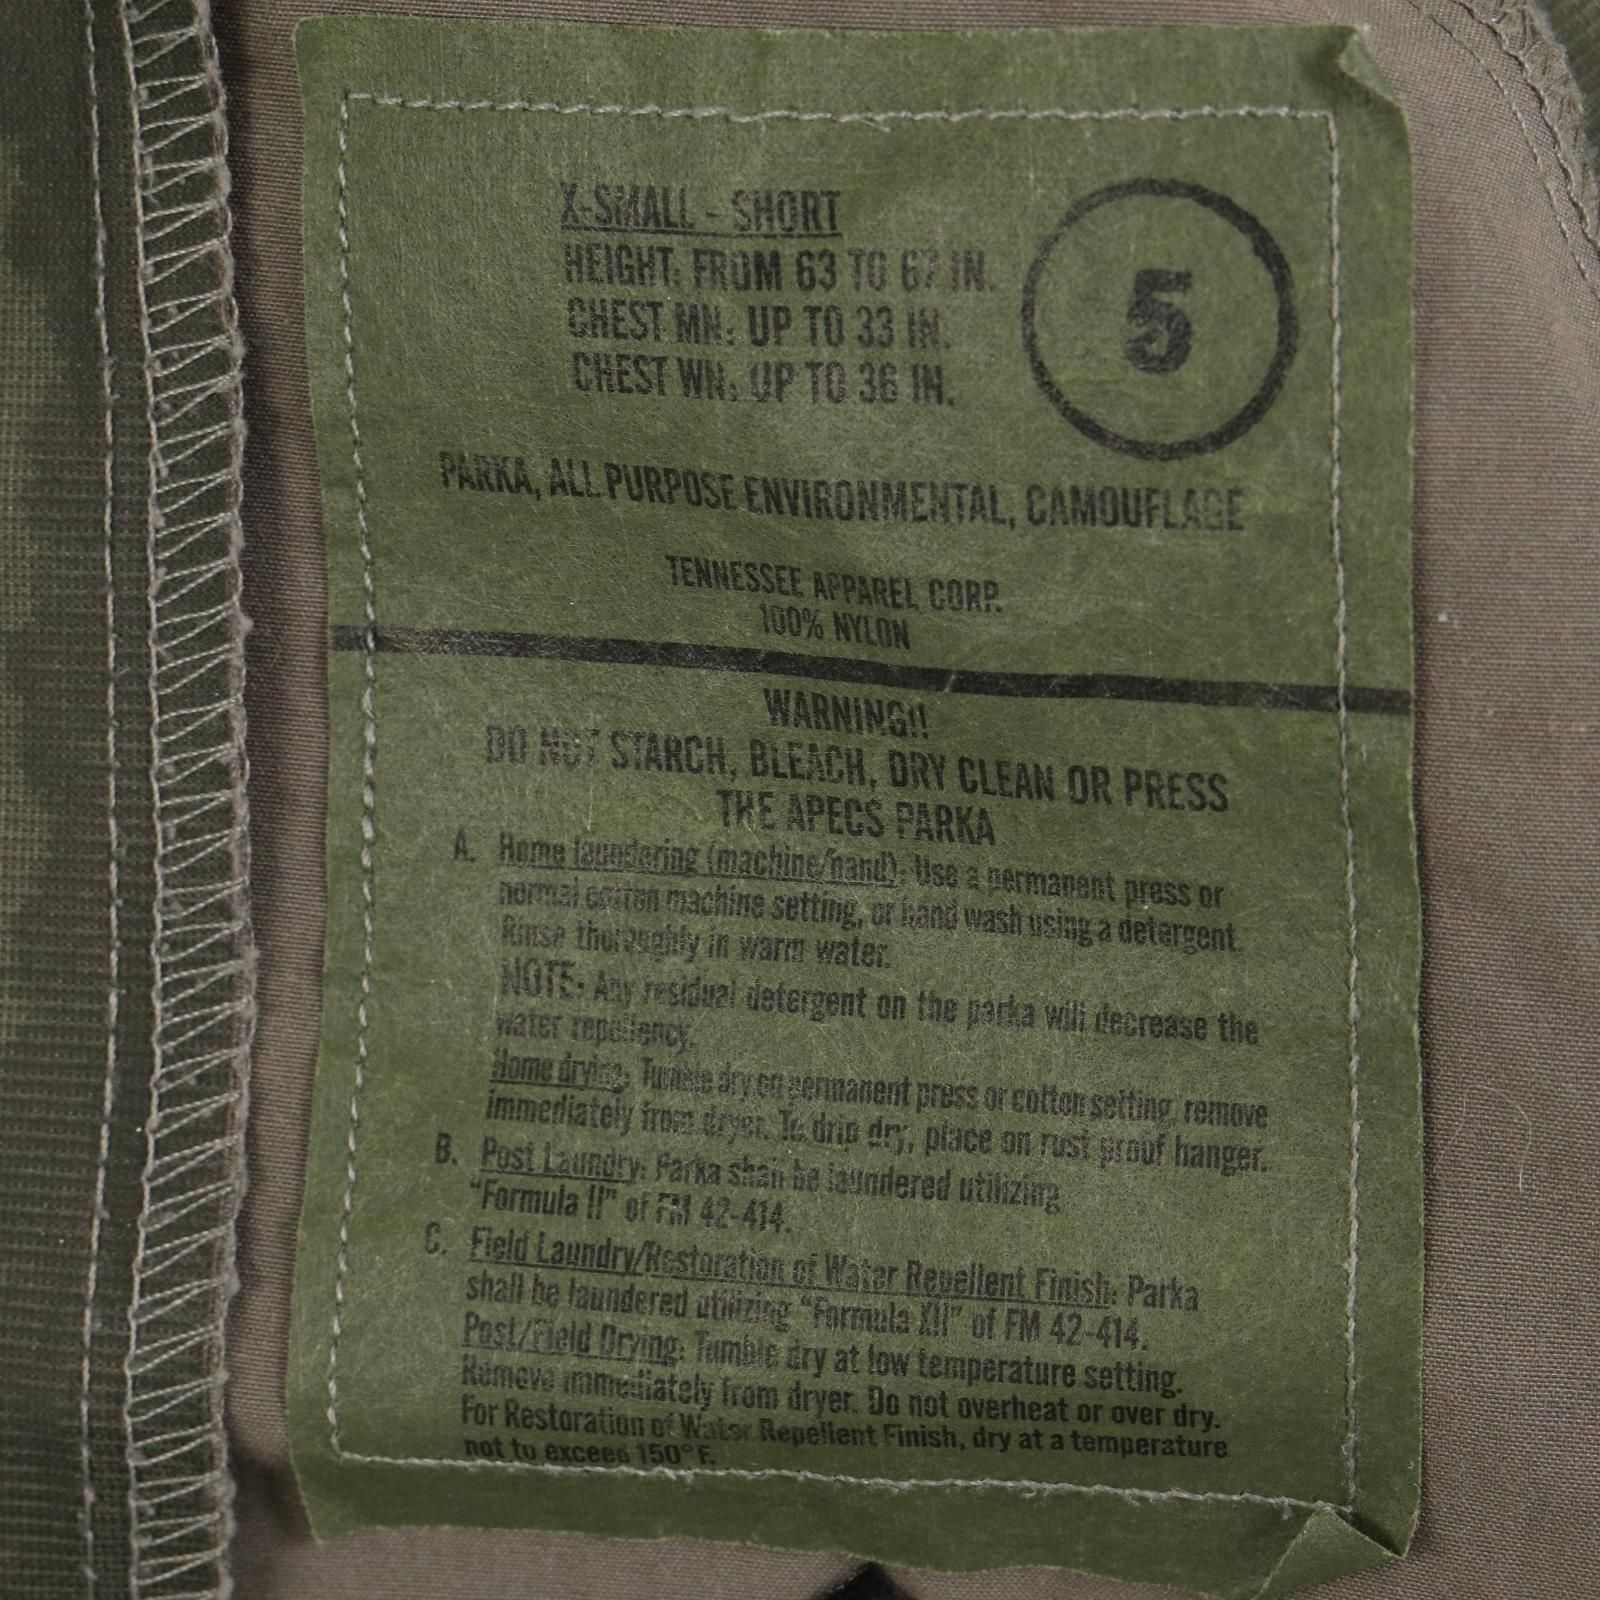 X-SMALL - SHORT
HEIGHT: FROM 63 TO 67 IN.
CHEST MN: UP TO 33 IN.
CHEST WN: UP TO 36 IN.
5
PARKA, ALL PURPOSE ENVIRONMENTAL, CAMOUFLAGE
TENNESSEE APPAREL CORP.
100% NYLON
WARNING!!
DO NOT STARCH, BLEACH, DRY CLEAN OR PRESS
THE APECS PARKA
A. Home laundering (machine/hand): Use a permanent press or
normal cotton machine setting, or hand wash using a detergent.
Rinse thoroughly in warm water.
NOTE: Any residual detergent on the parka will decrease the
water repellency.
Home drying: Tumble dry on permanent press or cotton setting, remove
immediately from dryer. To drip dry, place on rust proof hanger.
B. Post Laundry: Parka shall be laundered utilizing
"Formula II" of FM 42-414.
C. Field Laundry/Restoration of Water Repellent Finish: Parka
shall be laundered utilizing "Formula XII" of FM 42-414.
Post/Field Drying: Tumble dry at low temperature setting.
Remove immediately from dryer. Do not overheat or over dry.
For Restoration of Water Repellent Finish, dry at a temperature
not to exceed 150° F.